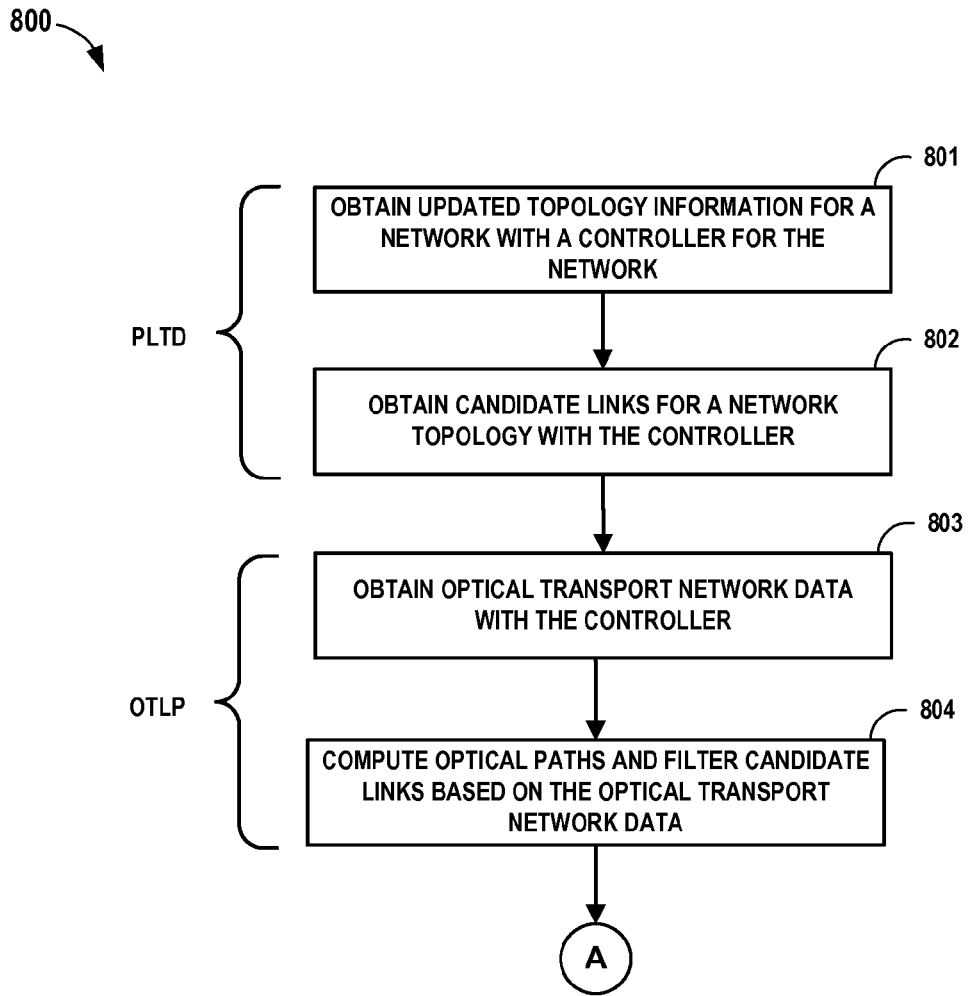 800
801
OBTAIN UPDATED TOPOLOGY INFORMATION FOR A
NETWORK WITH A CONTROLLER FOR THE
NETWORK
PLTD
802
OBTAIN CANDIDATE LINKS FOR A NETWORK
TOPOLOGY WITH THE CONTROLLER
803
OBTAIN OPTICAL TRANSPORT NETWORK DATA
WITH THE CONTROLLER
OTLP
804
COMPUTE OPTICAL PATHS AND FILTER CANDIDATE
LINKS BASED ON THE OPTICAL TRANSPORT
NETWORK DATA
A